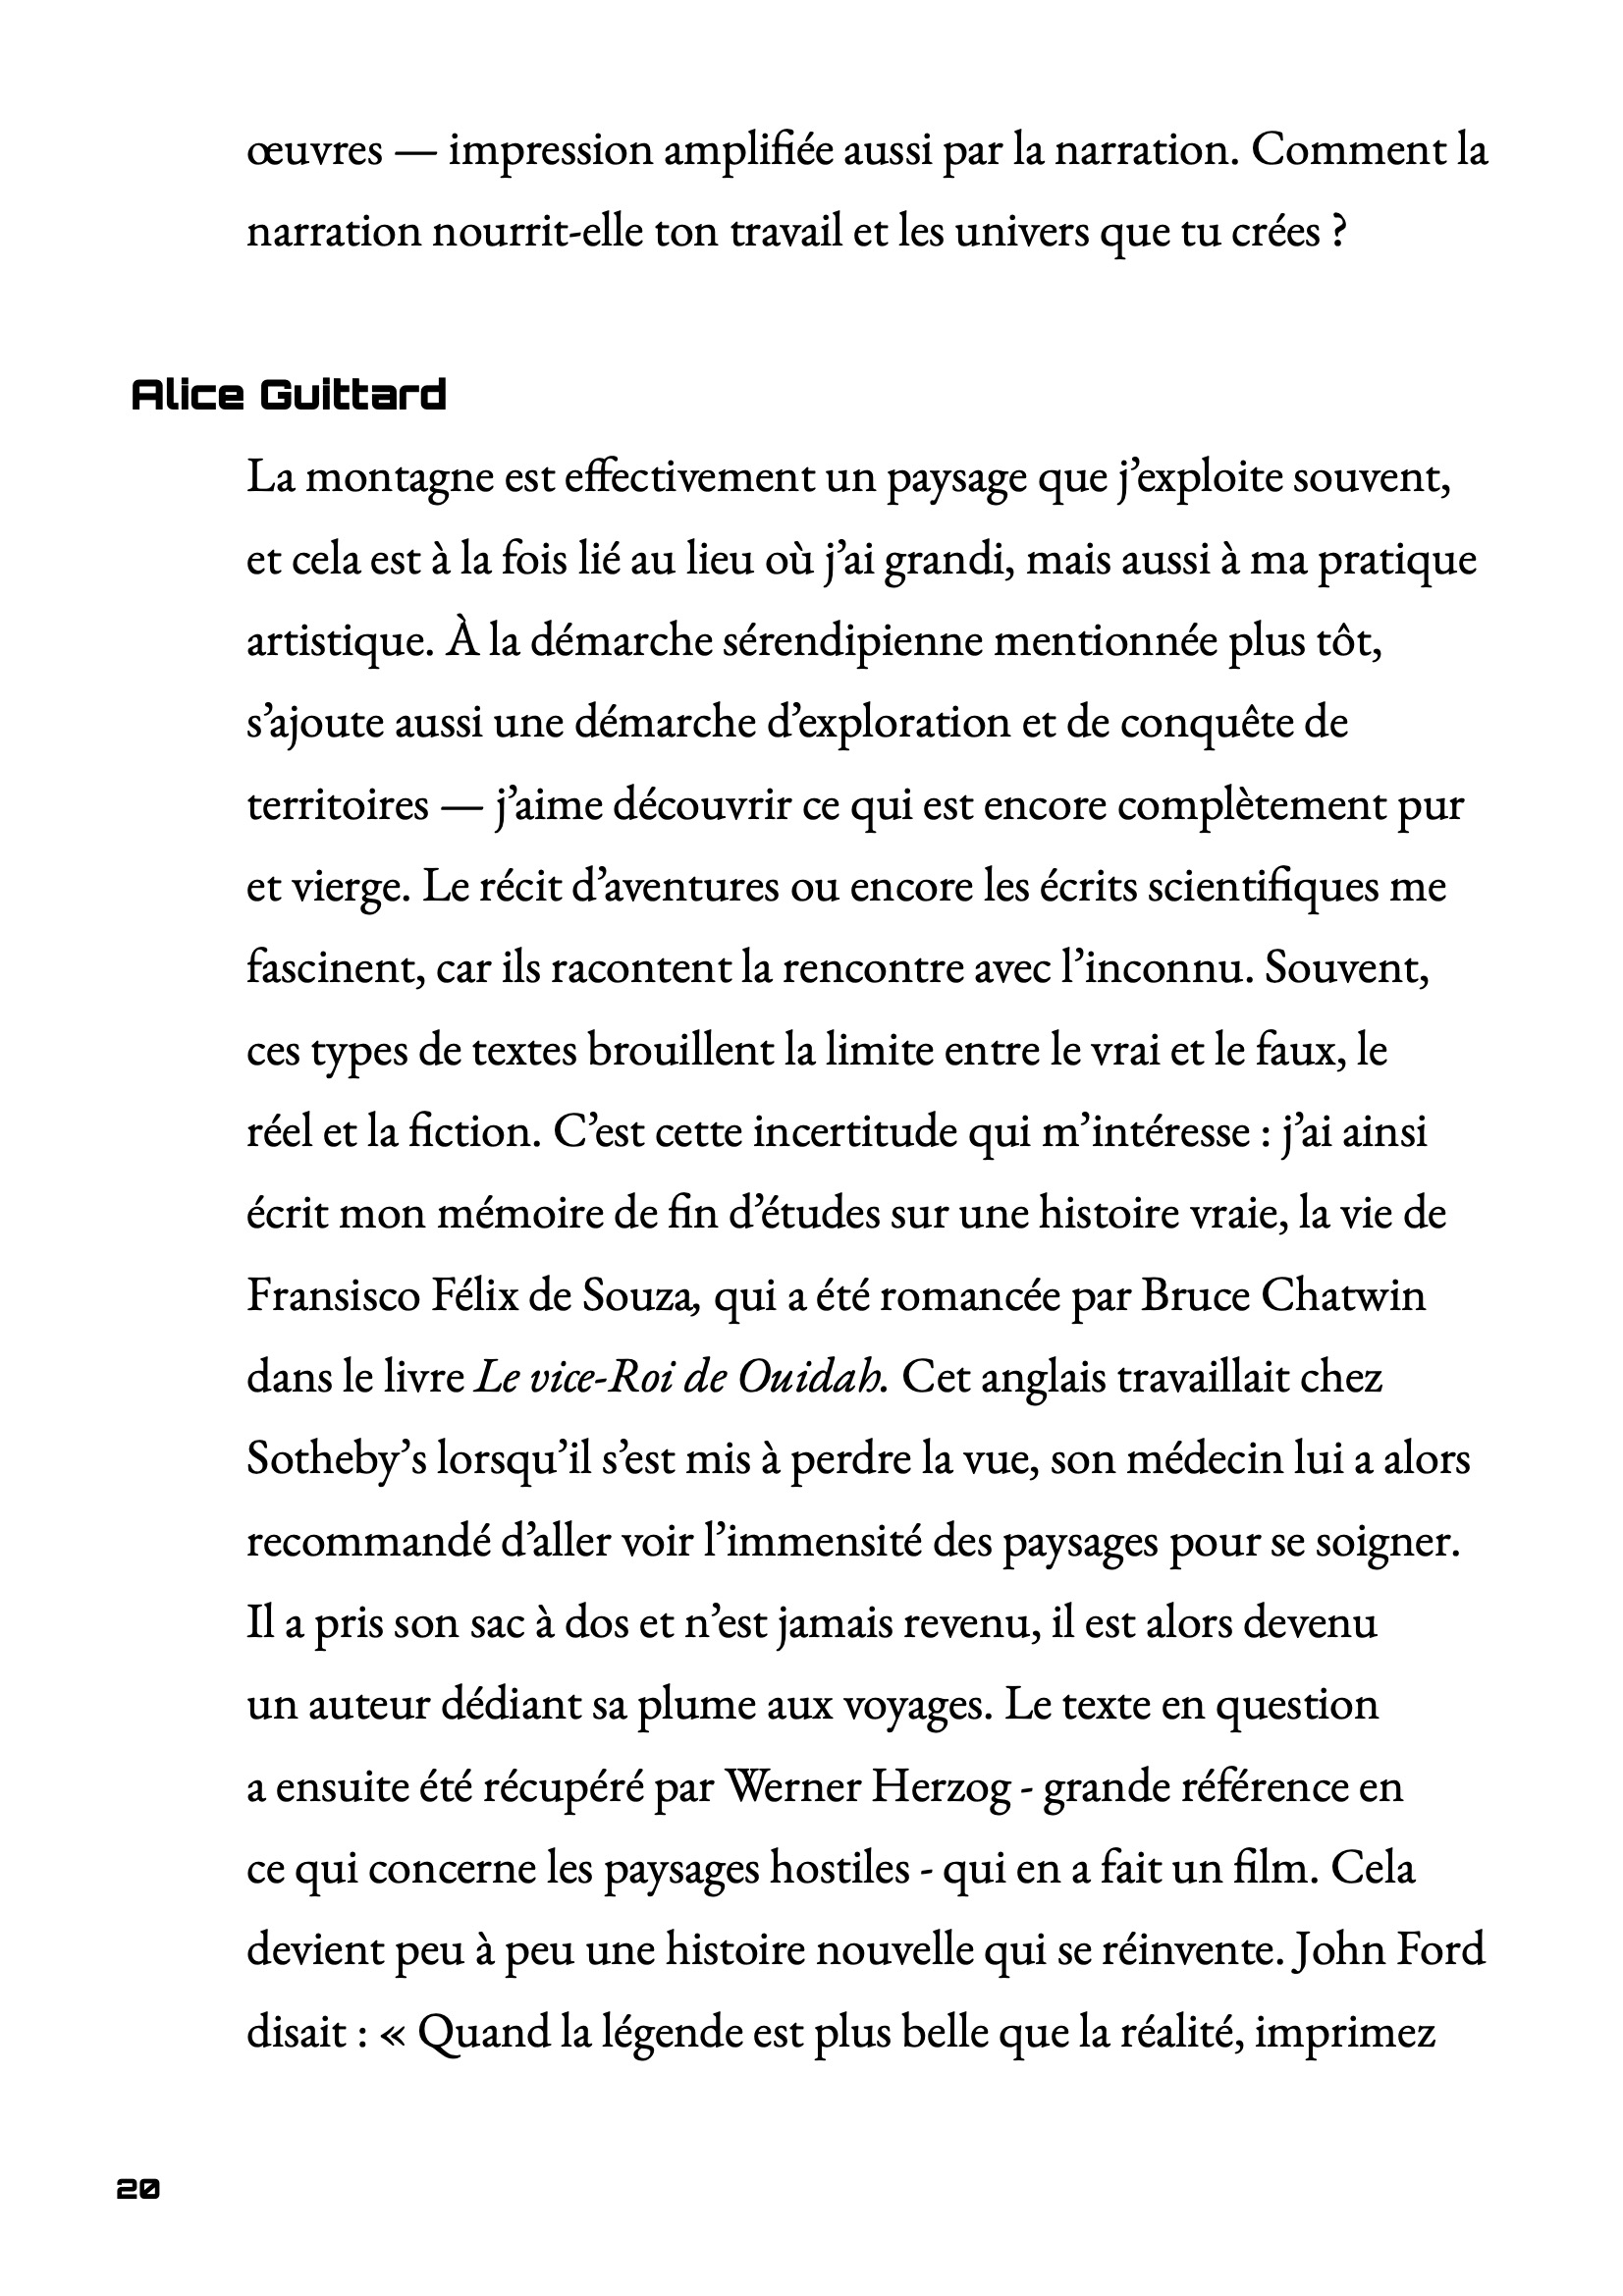 œuvres — impression amplifiée aussi par la narration. Comment la
narration nourrit-elle ton travail et les univers que tu crées ?
Alice Guittard
La montagne est effectivement un paysage que j’exploite souvent,
et cela est à la fois lié au lieu où j’ai grandi, mais aussi à ma pratique
artistique. À la démarche sérendipienne mentionnée plus tôt,
s’ajoute aussi une démarche d’exploration et de conquête de
territoires — j’aime découvrir ce qui est encore complètement pur
et vierge. Le récit d’aventures ou encore les écrits scientifiques me
fascinent, car ils racontent la rencontre avec l’inconnu. Souvent,
ces types de textes brouillent la limite entre le vrai et le faux, le
réel et la fiction. C’est cette incertitude qui m’intéresse : j’ai ainsi
écrit mon mémoire de fin d’études sur une histoire vraie, la vie de
Fransisco Félix de Souza, qui a été romancée par Bruce Chatwin
dans le livre Le vice-Roi de Ouidah. Cet anglais travaillait chez
Sotheby’s lorsqu’il s’est mis à perdre la vue, son médecin lui a alors
recommandé d’aller voir l’immensité des paysages pour se soigner.
Il a pris son sac à dos et n’est jamais revenu, il est alors devenu
un auteur dédiant sa plume aux voyages. Le texte en question
a ensuite été récupéré par Werner Herzog - grande référence en
ce qui concerne les paysages hostiles - qui en a fait un film. Cela
devient peu à peu une histoire nouvelle qui se réinvente. John Ford
disait : « Quand la légende est plus belle que la réalité, imprimez
20